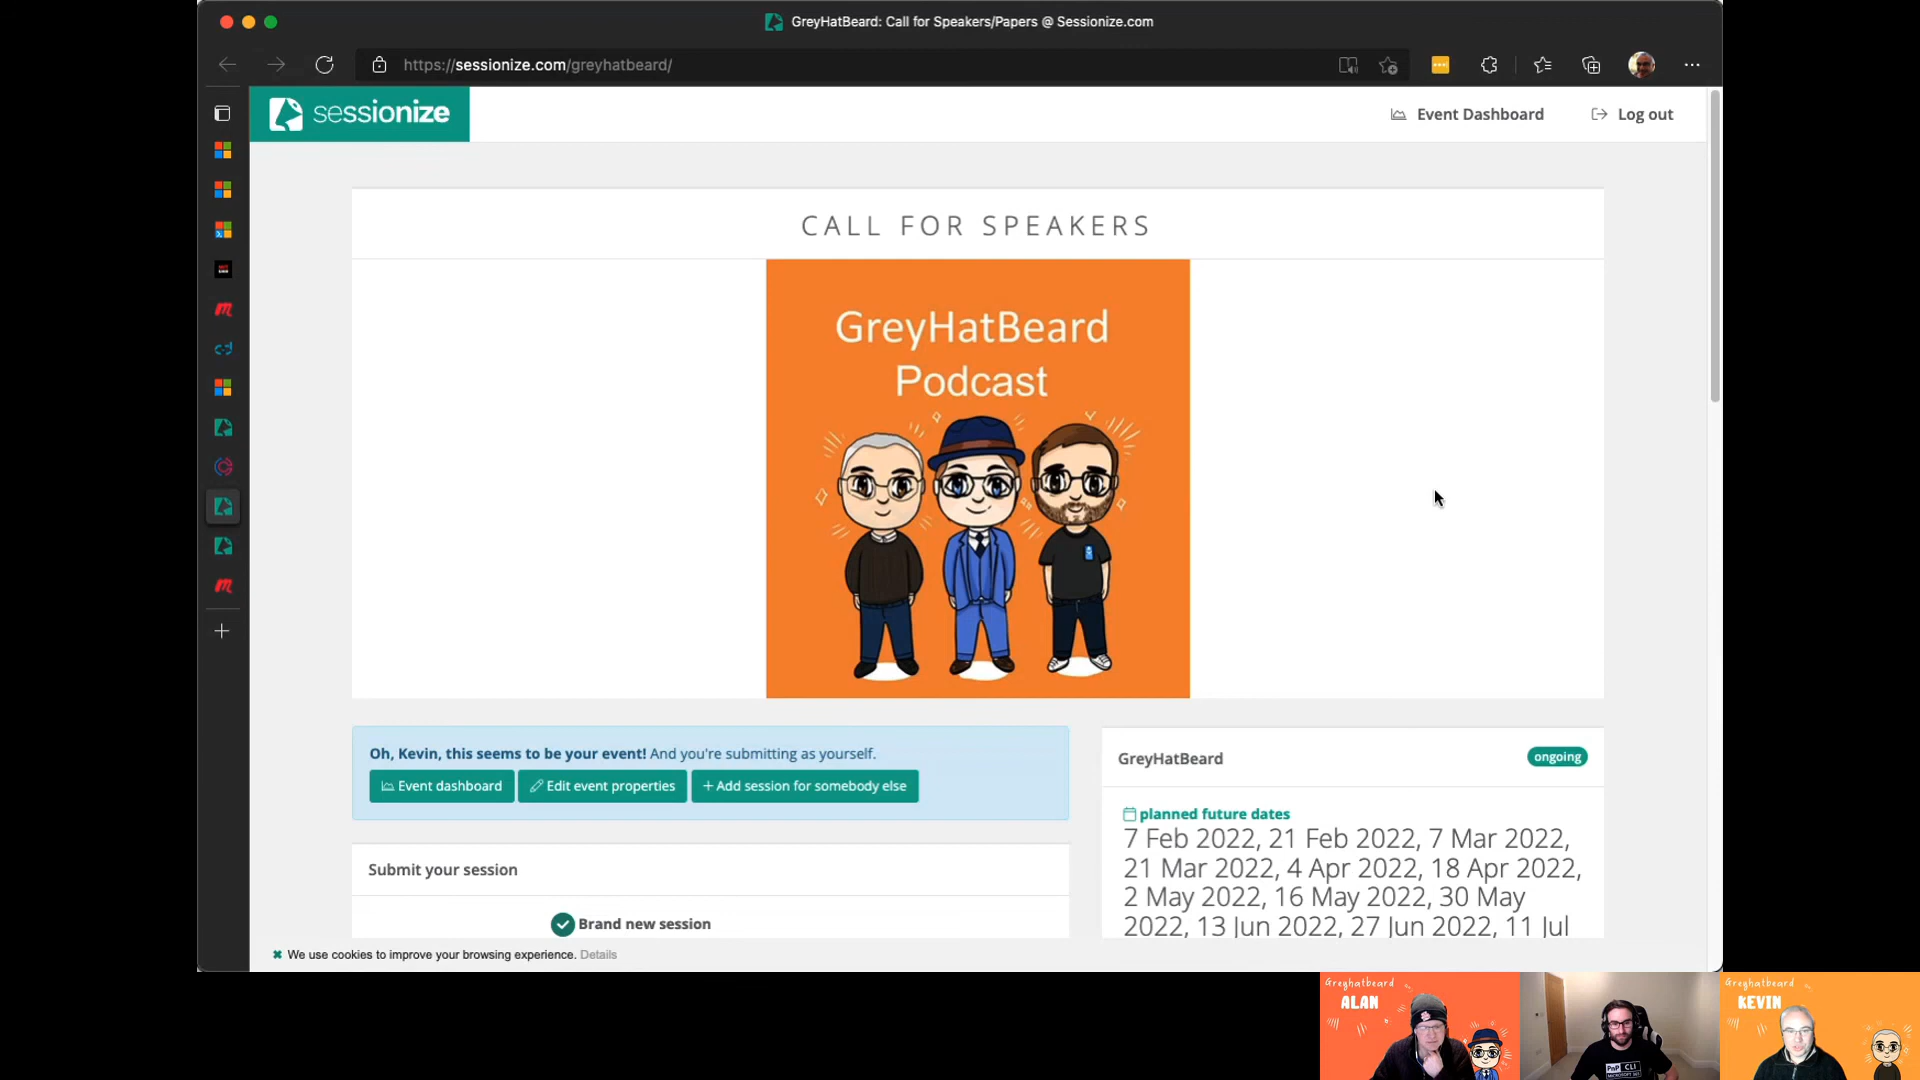 GreyHatBeard: Call for Speakers/Papers @ Sessionize.com
https://sessionize.com/greyhatbeard/
sessionize
Event Dashboard
Log out
CALL FOR SPEAKERS
GreyHatBeard
Podcast
Oh, Kevin, this seems to be your event! And you're submitting as yourself.
Event dashboard
Edit event properties
+ Add session for somebody else
Submit your session
Brand new session
GreyHatBeard
ongoing
planned future dates
7 Feb 2022, 21 Feb 2022, 7 Mar 2022,
21 Mar 2022, 4 Apr 2022, 18 Apr 2022,
2 May 2022, 16 May 2022, 30 May
2022, 13 Jun 2022, 27 Jun 2022, 11 Jul
We use cookies to improve your browsing experience. Details
Greyhatbeard
ALAN
PnP CLI
MICROSOFT 365
Greyhatbeard
KEVIN